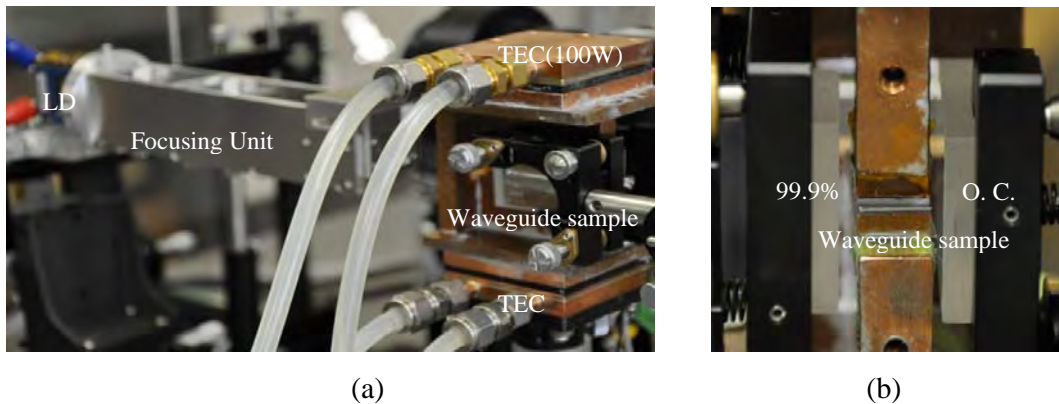 TEC(100W)
LD
Focusing Unit
Waveguide sample
TEC
99.9%
O. C.
Waveguide sample
(a)
(b)